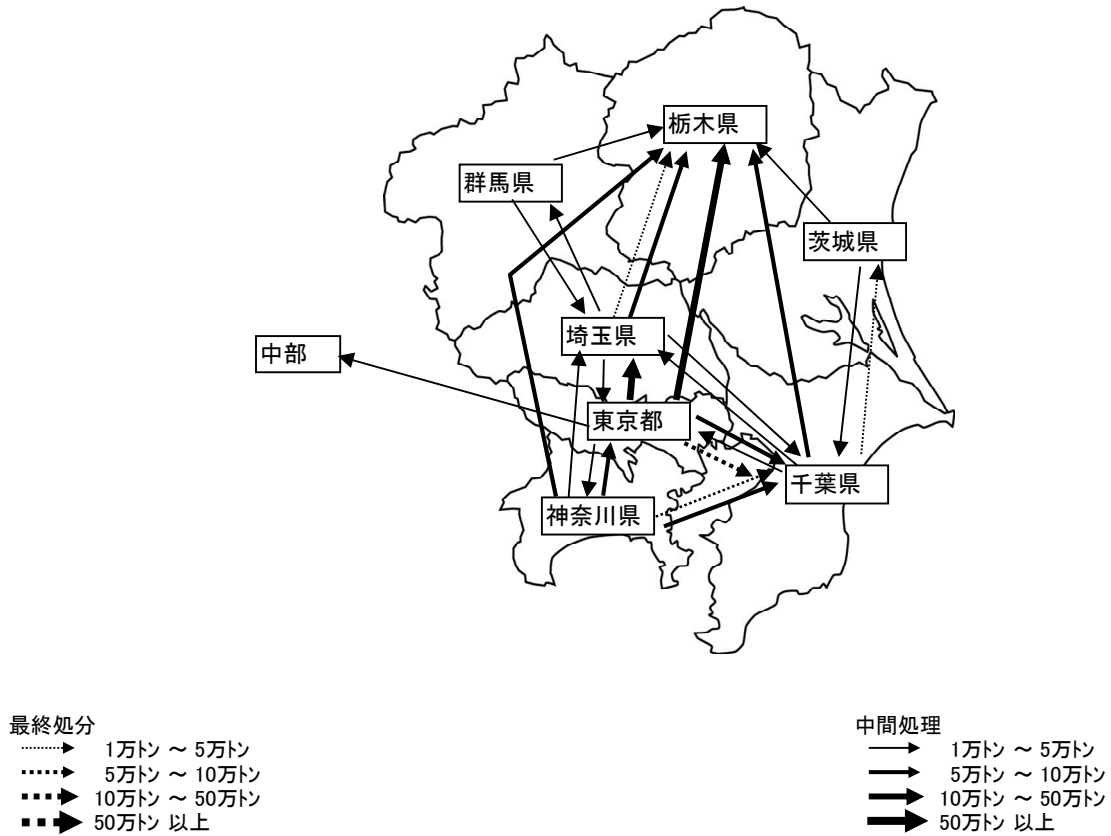 栃木県
群馬県
茨城県
埼玉県
中部
東京都
千葉県
神奈川県
最終処分
1万トン ～ 5万トン
5万トン ～ 10万トン
10万トン ～ 50万トン
50万トン 以上
中間処理
1万トン ～ 5万トン
5万トン ～ 10万トン
10万トン ～ 50万トン
50万トン 以上